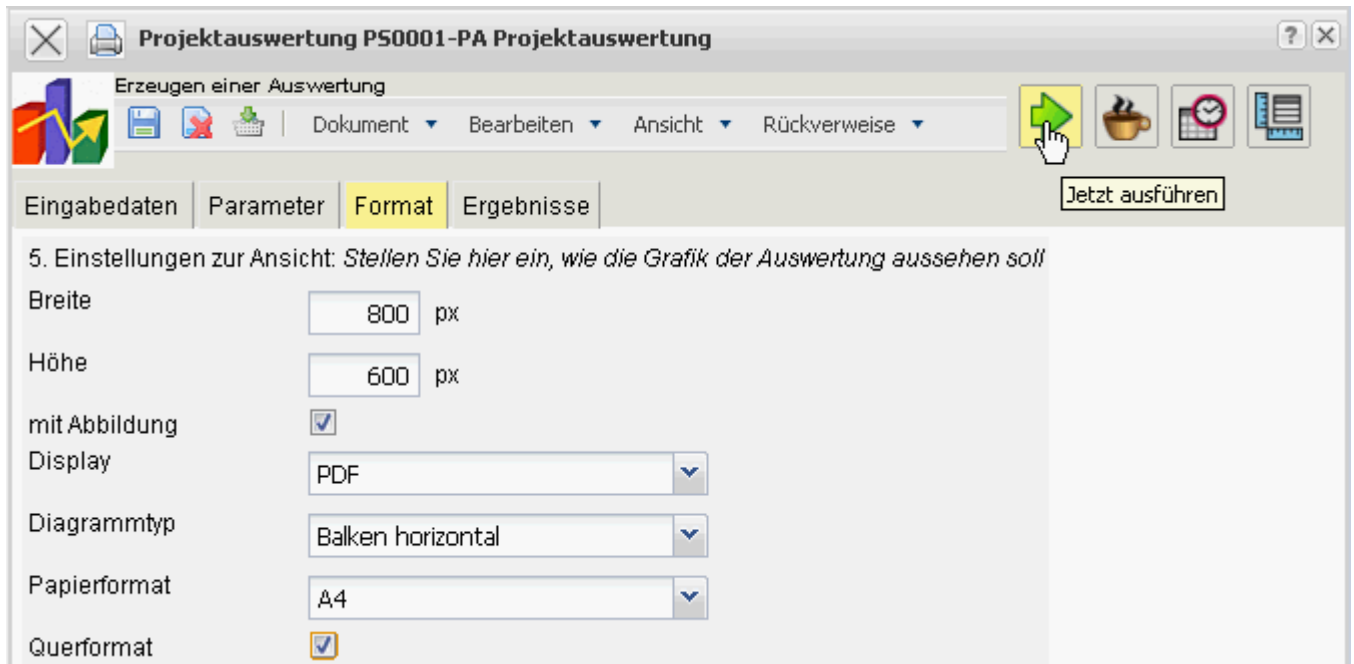 Projektauswertung PS0001-PA Projektauswertung
?
Erzeugen einer Auswertung
Dokument Bearbeiten Ansicht Rückverweise
Jetzt ausführen
Eingabedaten Parameter Format Ergebnisse
5. Einstellungen zur Ansicht: Stellen Sie hier ein, wie die Grafik der Auswertung aussehen soll
Breite 800 px
Höhe 600 px
mit Abbildung
Display PDF
Diagrammtyp Balken horizontal
Papierformat A4
Querformat